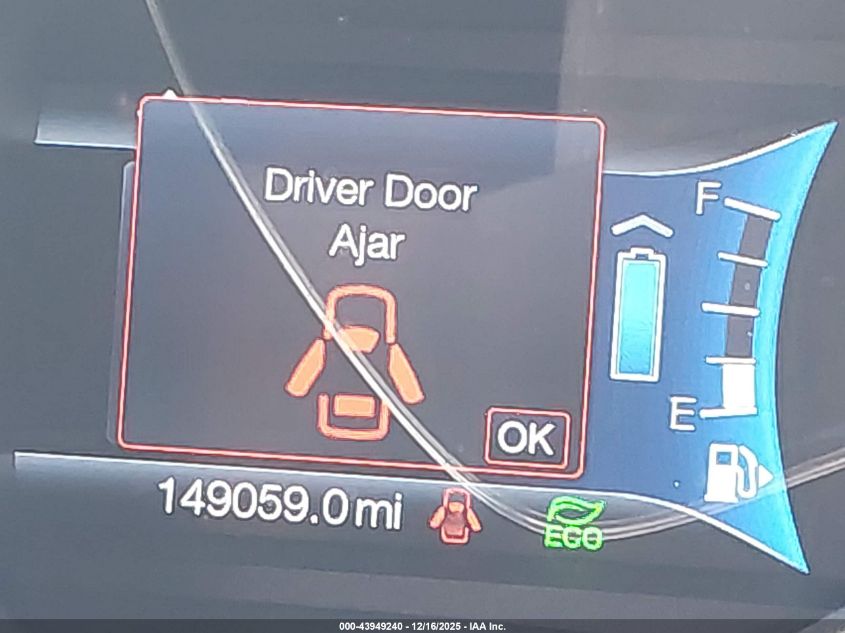 Driver Door
Ajar
F
E
OK
149059.0 mi
ECO
000-43949240 - 12/16/2025 - IAA Inc.